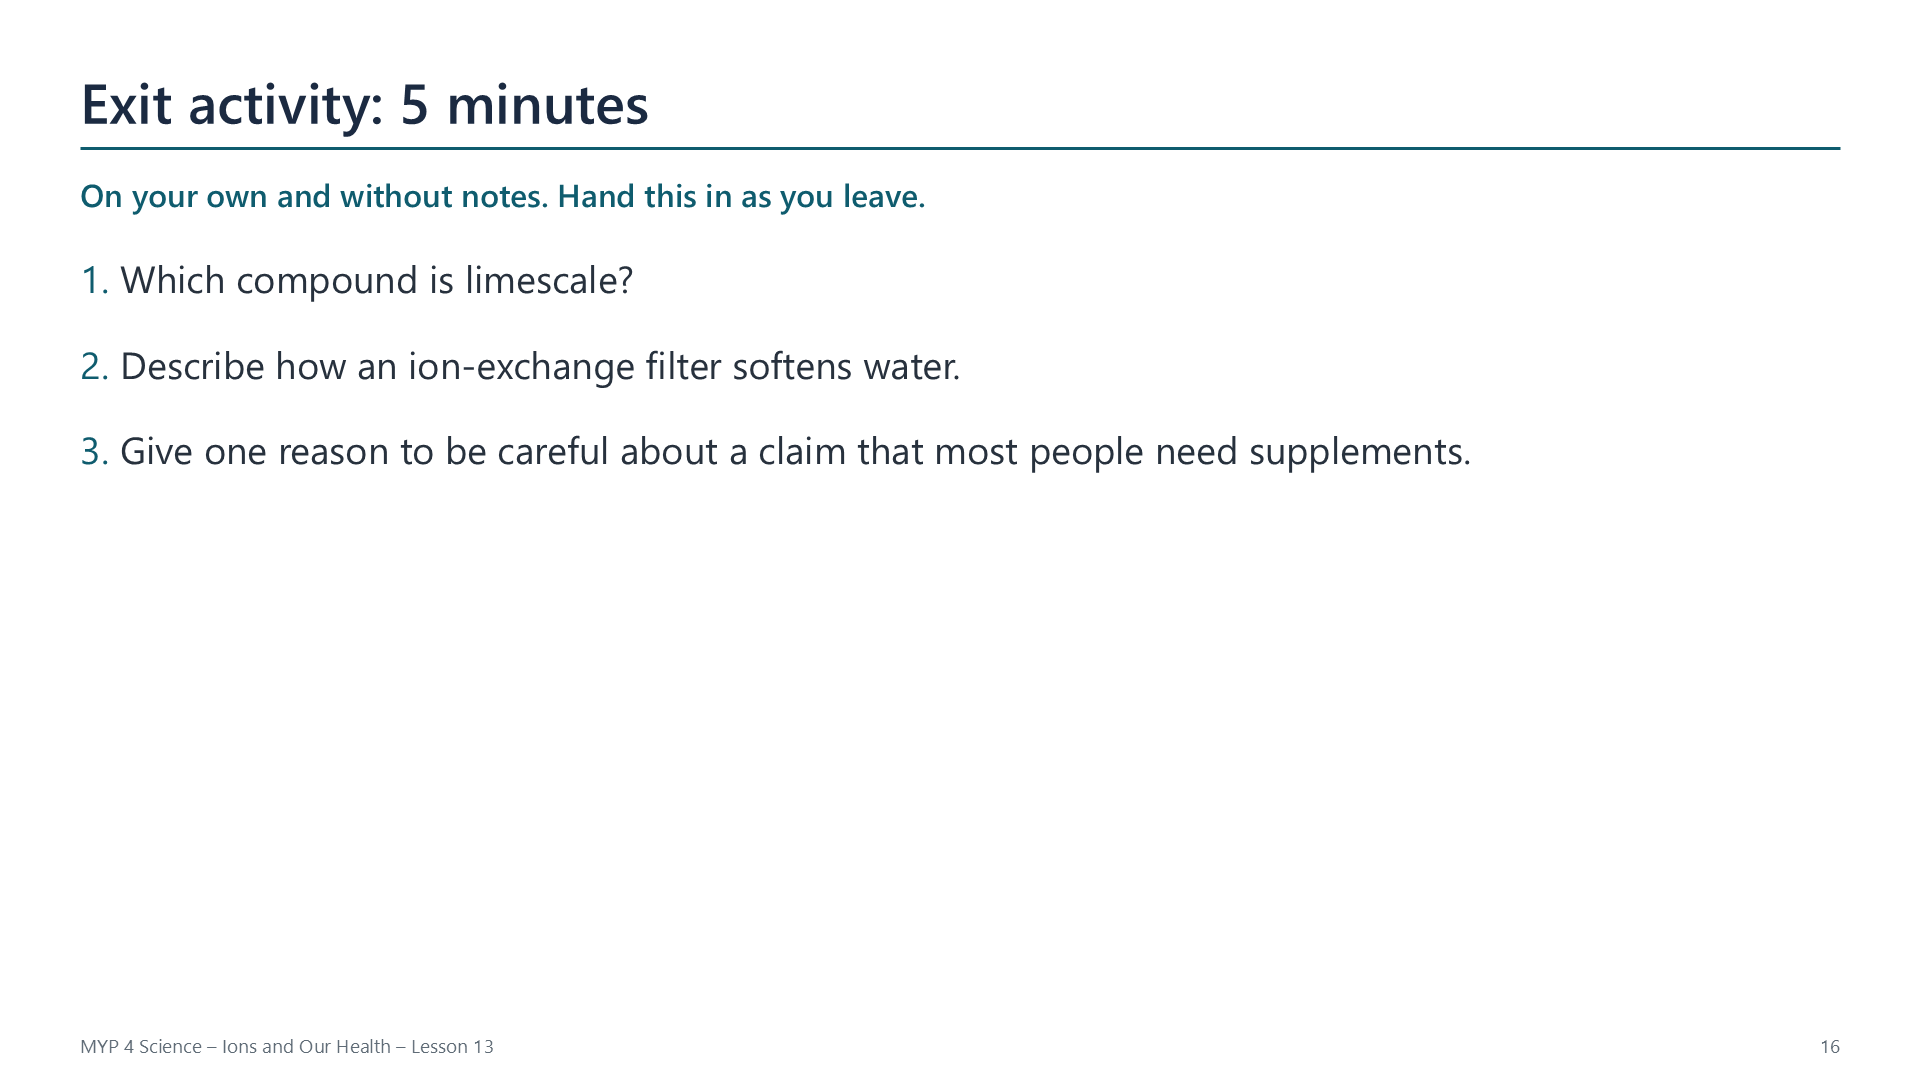 Exit activity: 5 minutes
On your own and without notes. Hand this in as you leave.
1. Which compound is limescale?
2. Describe how an ion-exchange filter softens water.
3. Give one reason to be careful about a claim that most people need supplements.
MYP 4 Science – Ions and Our Health – Lesson 13
16